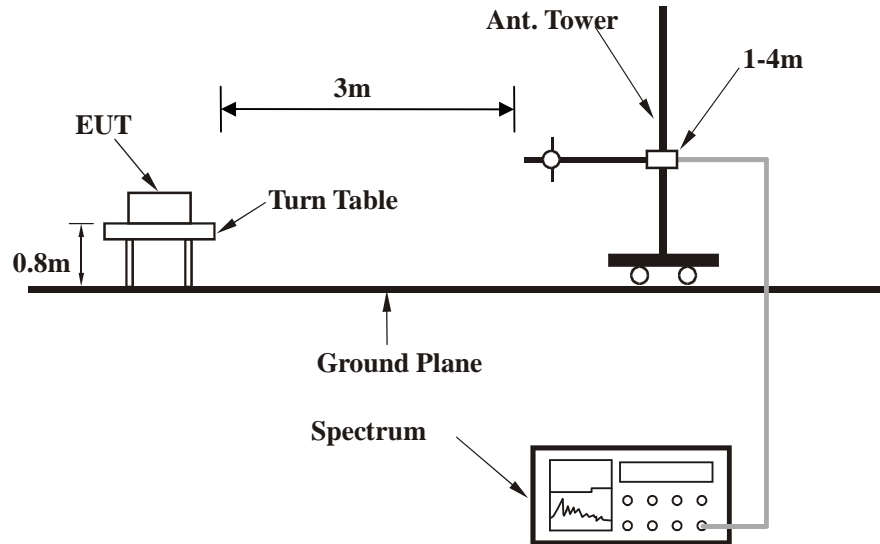 Ant. Tower
1-4m
3m
EUT
Turn Table
0.8m
Ground Plane
Spectrum